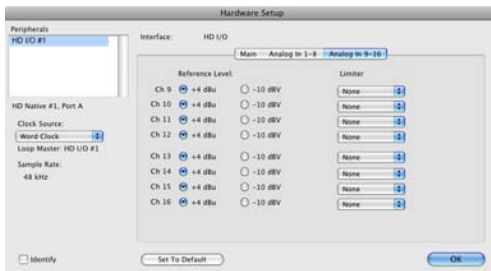 Hardware Setup
Peripherals
HD I/O #1
HD Native #1, Port A
Clock Source:
Word Clock
Loop Master: HD I/O #1
Sample Rate:
48 kHz
Identify
Interface: HD I/O
Main Analog In 1-8 Analog In 9-16
Reference Level: Limiter
Ch 9 +4 dBu -10 dBV None
Ch 10 +4 dBu -10 dBV None
Ch 11 +4 dBu -10 dBV None
Ch 12 +4 dBu -10 dBV None
Ch 13 +4 dBu -10 dBV None
Ch 14 +4 dBu -10 dBV None
Ch 15 +4 dBu -10 dBV None
Ch 16 +4 dBu -10 dBV None
Set To Default OK